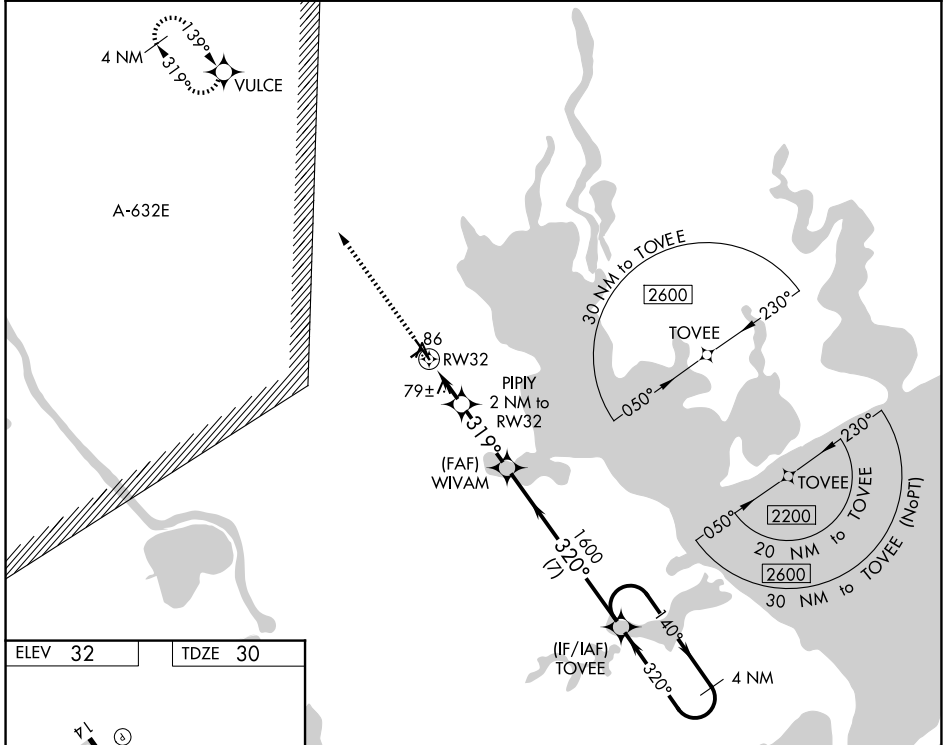 139°
4 NM
319°
VULCE
A-632E
30 NM to TOVEE
2600
230°
TOVEE
050°
86
RW32
79±
PIPIY
2 NM to
RW32
319°
(FAF)
WIVAM
230°
TOVEE
050°
2200
20 NM to TOVEE
2600
30 NM to TOVEE (NoPT)
1600
320°
(7)
140°
(IF/IAF)
TOVEE
320°
4 NM
ELEV 32
TDZE 30
14